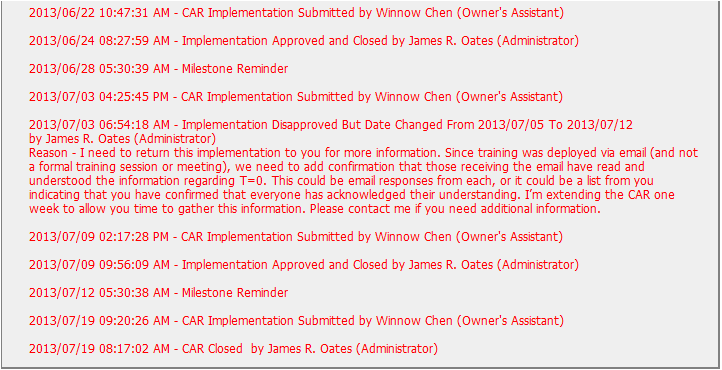 2013/06/22 10:47:31 AM - CAR Implementation Submitted by Winnow Chen (Owner's Assistant)
2013/06/24 08:27:59 AM - Implementation Approved and Closed by James R. Oates (Administrator)
2013/06/28 05:30:39 AM - Milestone Reminder
2013/07/03 04:25:45 PM - CAR Implementation Submitted by Winnow Chen (Owner's Assistant)
2013/07/03 06:54:18 AM - Implementation Disapproved But Date Changed From 2013/07/05 To 2013/07/12
by James R. Oates (Administrator)
Reason - I need to return this implementation to you for more information. Since training was deployed via email (and not
a formal training session or meeting), we need to add confirmation that those receiving the email have read and
understood the information regarding T=0. This could be email responses from each, or it could be a list from you
indicating that you have confirmed that everyone has acknowledged their understanding. I'm extending the CAR one
week to allow you time to gather this information. Please contact me if you need additional information.
2013/07/09 02:17:28 PM - CAR Implementation Submitted by Winnow Chen (Owner's Assistant)
2013/07/09 09:56:09 AM - Implementation Approved and Closed by James R. Oates (Administrator)
2013/07/12 05:30:38 AM - Milestone Reminder
2013/07/19 09:20:26 AM - CAR Implementation Submitted by Winnow Chen (Owner's Assistant)
2013/07/19 08:17:02 AM - CAR Closed  by James R. Oates (Administrator)